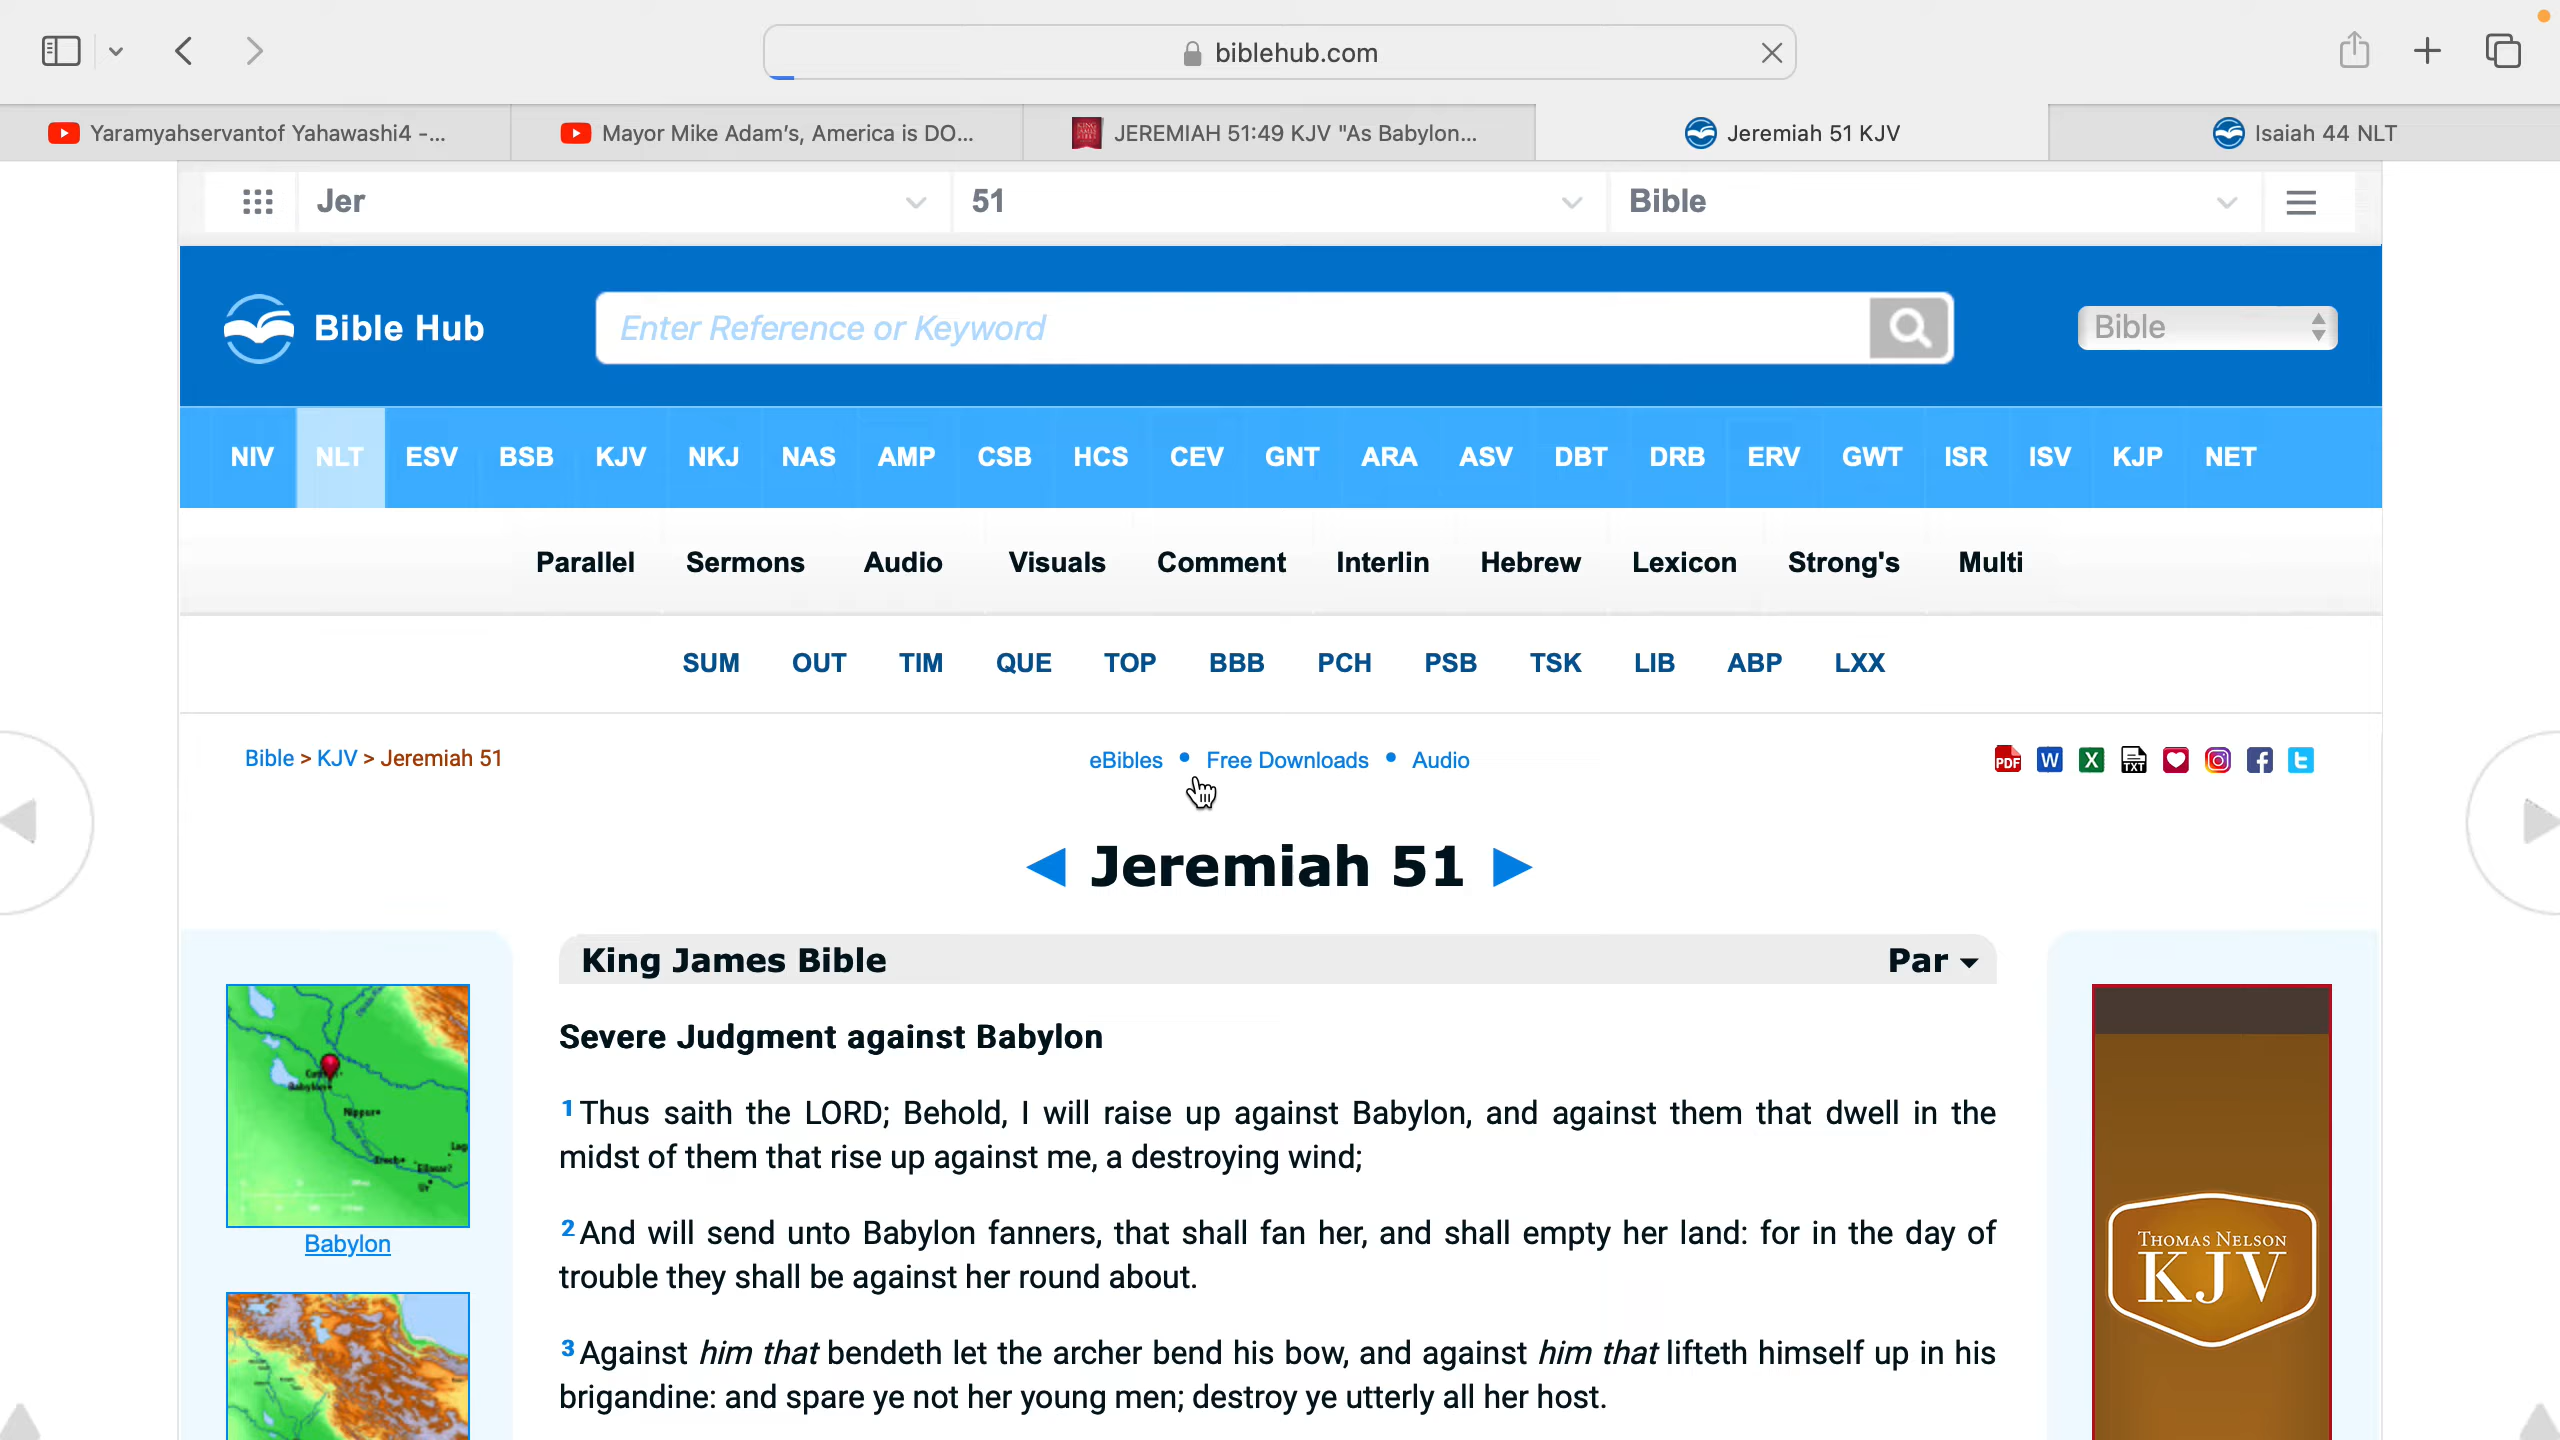 biblehub.com
Yaramyahservantof Yahawashi4 -...
Mayor Mike Adam's, America is DO...
JEREMIAH 51:49 KJV "As Babylon...
Jeremiah 51 KJV
Isaiah 44 NLT
Jer
51
Bible
Bible Hub
Enter Reference or Keyword
Bible
NIV NLT ESV BSB KJV NKJ NAS AMP CSB HCS CEV GNT ARA ASV DBT DRB ERV GWT ISR ISV KJP NET
Parallel Sermons Audio Visuals Comment Interlin Hebrew Lexicon Strong's Multi
SUM OUT TIM QUE TOP BBB PCH PSB TSK LIB ABP LXX
Bible > KJV > Jeremiah 51
eBibles • Free Downloads • Audio
PDF W X TXT
◀ Jeremiah 51 ▶
King James Bible
Par
Severe Judgment against Babylon
1 Thus saith the LORD; Behold, I will raise up against Babylon, and against them that dwell in the
midst of them that rise up against me, a destroying wind;
2 And will send unto Babylon fanners, that shall fan her, and shall empty her land: for in the day of
trouble they shall be against her round about.
3 Against him that bendeth let the archer bend his bow, and against him that lifteth himself up in his
brigandine: and spare ye not her young men; destroy ye utterly all her host.
Babylon
Nippur
Babylon
THOMAS NELSON
KJV